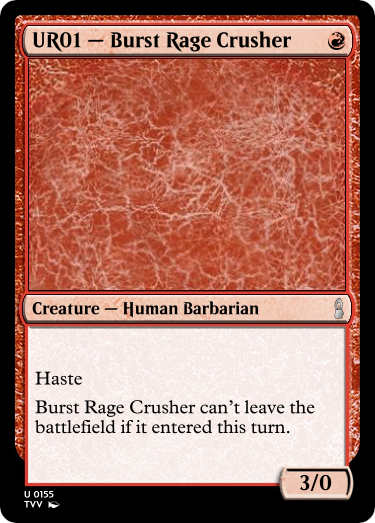 UR01 — Burst Rage Crusher
Creature — Human Barbarian
Haste
Burst Rage Crusher can't leave the
battlefield if it entered this turn.
3/0
U 0155
TVV